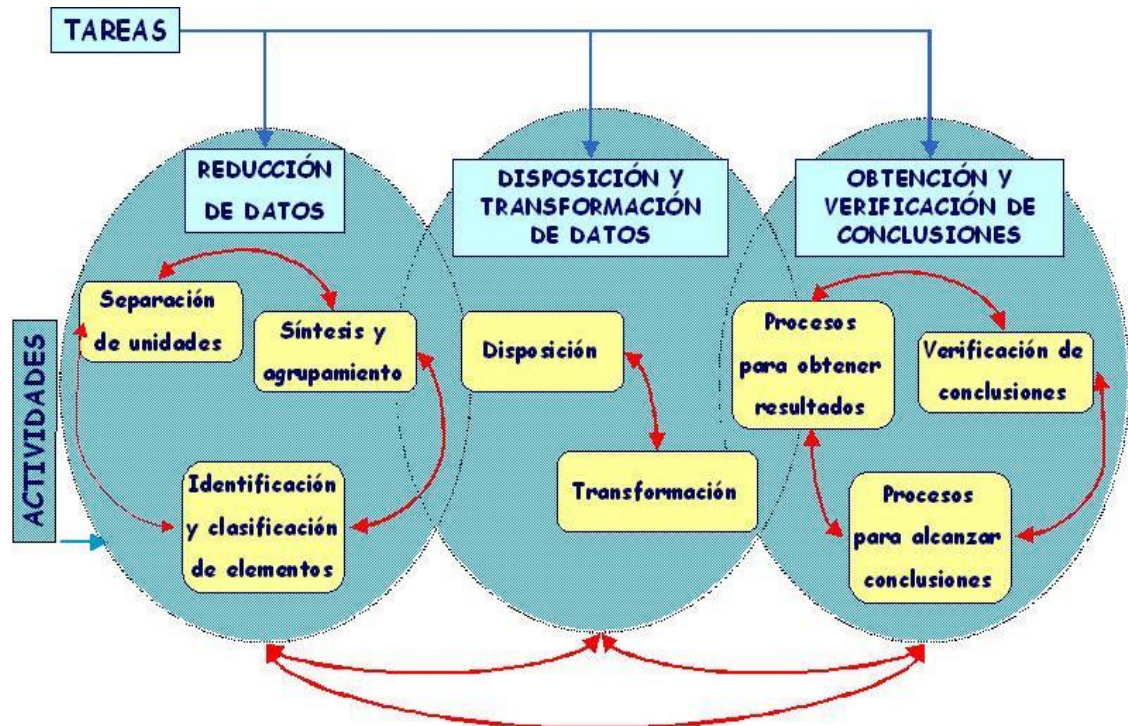 TAREAS
REDUCCIÓN
DE DATOS
DISPOSICIÓN Y
TRANSFORMACIÓN
DE DATOS
OBTENCIÓN Y
VERIFICACIÓN DE
CONCLUSIONES
ACTIVIDADES
Separación
de unidades
Síntesis y
agrupamiento
Identificación
y clasificación
de elementos
Disposición
Transformación
Procesos
para obtener
resultados
Verificación de
conclusiones
Procesos
para alcanzar
conclusiones